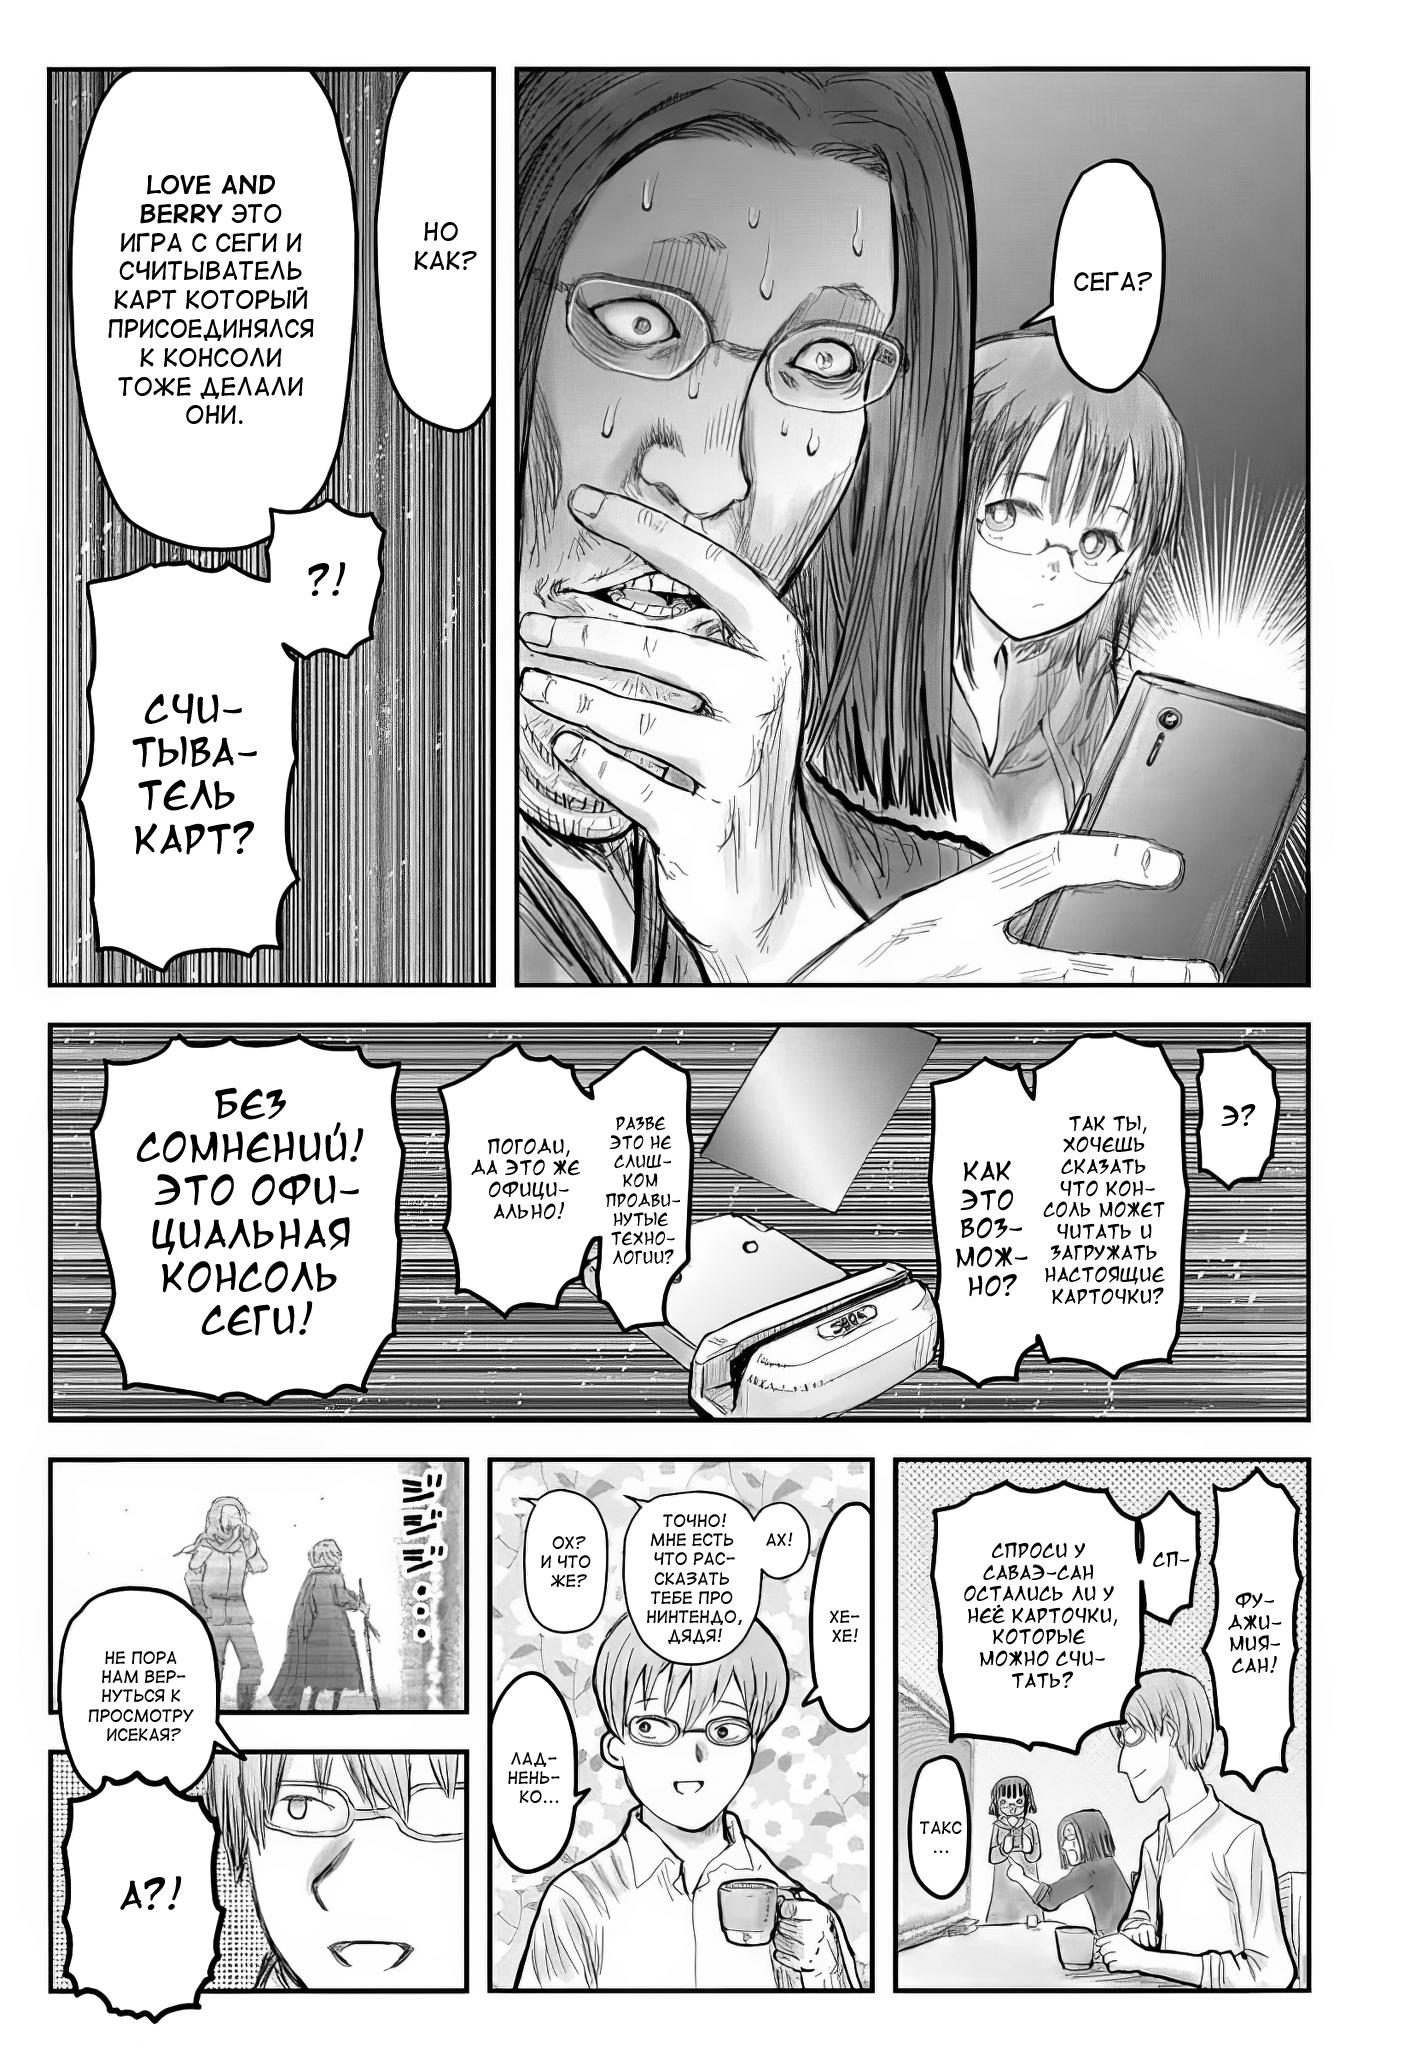 СЕГА?
НО
КАК?
LOVE AND
BERRY ЭТО
ИГРА С СЕГИ И
СЧИТЫВАТЕЛЬ
КАРТ КОТОРЫЙ
ПРИСОЕДИНЯЛСЯ
К КОНСОЛИ
ТОЖЕ ДЕЛАЛИ
ОНИ.
?!
СЧИ-
ТЫВА-
ТЕЛЬ
КАРТ?
Э?
ТАК ТЫ,
ХОЧЕШЬ
СКАЗАТЬ
ЧТО КОН-
СОЛЬ МОЖЕТ
ЧИТАТЬ И
ЗАГРУЖАТЬ
НАСТОЯЩИЕ
КАРТОЧКИ?
КАК
ЭТО
ВОЗ-
МОЖ-
НО?
SEGA
РАЗВЕ
ЭТО НЕ
СЛИШ-
КОМ
ПРОДВИ-
НУТЫЕ
ТЕХНО-
ЛОГИИ?
ПОГОДИ,
ДА ЭТО ЖЕ
ОФИЦИ-
АЛЬНО!
БЕЗ
СОМНЕНИЙ!
ЭТО ОФИ-
ЦИАЛЬНАЯ
КОНСОЛЬ
СЕГИ!
ФУ-
ДЖИ-
МИЯ-
САН!
СП-
СПРОСИ У
САВАЭ-САН
ОСТАЛИСЬ ЛИ У
НЕЁ КАРТОЧКИ,
КОТОРЫЕ
МОЖНО СЧИ-
ТАТЬ?
ТАКС
...
ХЕ-
ХЕ!
АХ!
ТОЧНО!
МНЕ ЕСТЬ
ЧТО РАС-
СКАЗАТЬ
ТЕБЕ ПРО
НИНТЕНДО,
ДЯДЯ!
ОХ?
И ЧТО
ЖЕ?
ЛАД-
НЕНЬ-
КО...
ジジジ...
НЕ ПОРА
НАМ ВЕР-
НУТЬСЯ К
ПРОСМОТРУ
ИСЕКАЯ?
А?!